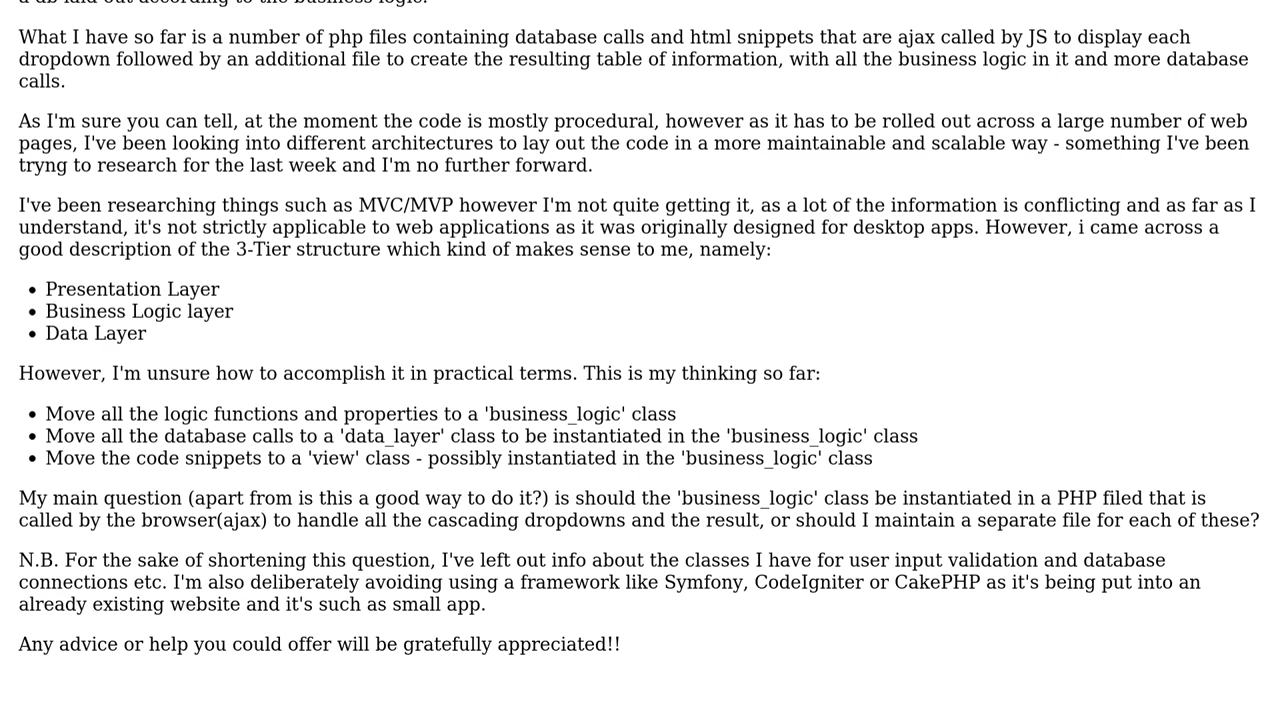 a db laid out according to the business logic.
What I have so far is a number of php files containing database calls and html snippets that are ajax called by JS to display each
dropdown followed by an additional file to create the resulting table of information, with all the business logic in it and more database
calls.
As I'm sure you can tell, at the moment the code is mostly procedural, however as it has to be rolled out across a large number of web
pages, I've been looking into different architectures to lay out the code in a more maintainable and scalable way - something I've been
tryng to research for the last week and I'm no further forward.
I've been researching things such as MVC/MVP however I'm not quite getting it, as a lot of the information is conflicting and as far as I
understand, it's not strictly applicable to web applications as it was originally designed for desktop apps. However, i came across a
good description of the 3-Tier structure which kind of makes sense to me, namely:
• Presentation Layer
• Business Logic layer
• Data Layer
However, I'm unsure how to accomplish it in practical terms. This is my thinking so far:
• Move all the logic functions and properties to a 'business_logic' class
• Move all the database calls to a 'data_layer' class to be instantiated in the 'business_logic' class
• Move the code snippets to a 'view' class - possibly instantiated in the 'business_logic' class
My main question (apart from is this a good way to do it?) is should the 'business_logic' class be instantiated in a PHP filed that is
called by the browser(ajax) to handle all the cascading dropdowns and the result, or should I maintain a separate file for each of these?
N.B. For the sake of shortening this question, I've left out info about the classes I have for user input validation and database
connections etc. I'm also deliberately avoiding using a framework like Symfony, CodeIgniter or CakePHP as it's being put into an
already existing website and it's such as small app.
Any advice or help you could offer will be gratefully appreciated!!